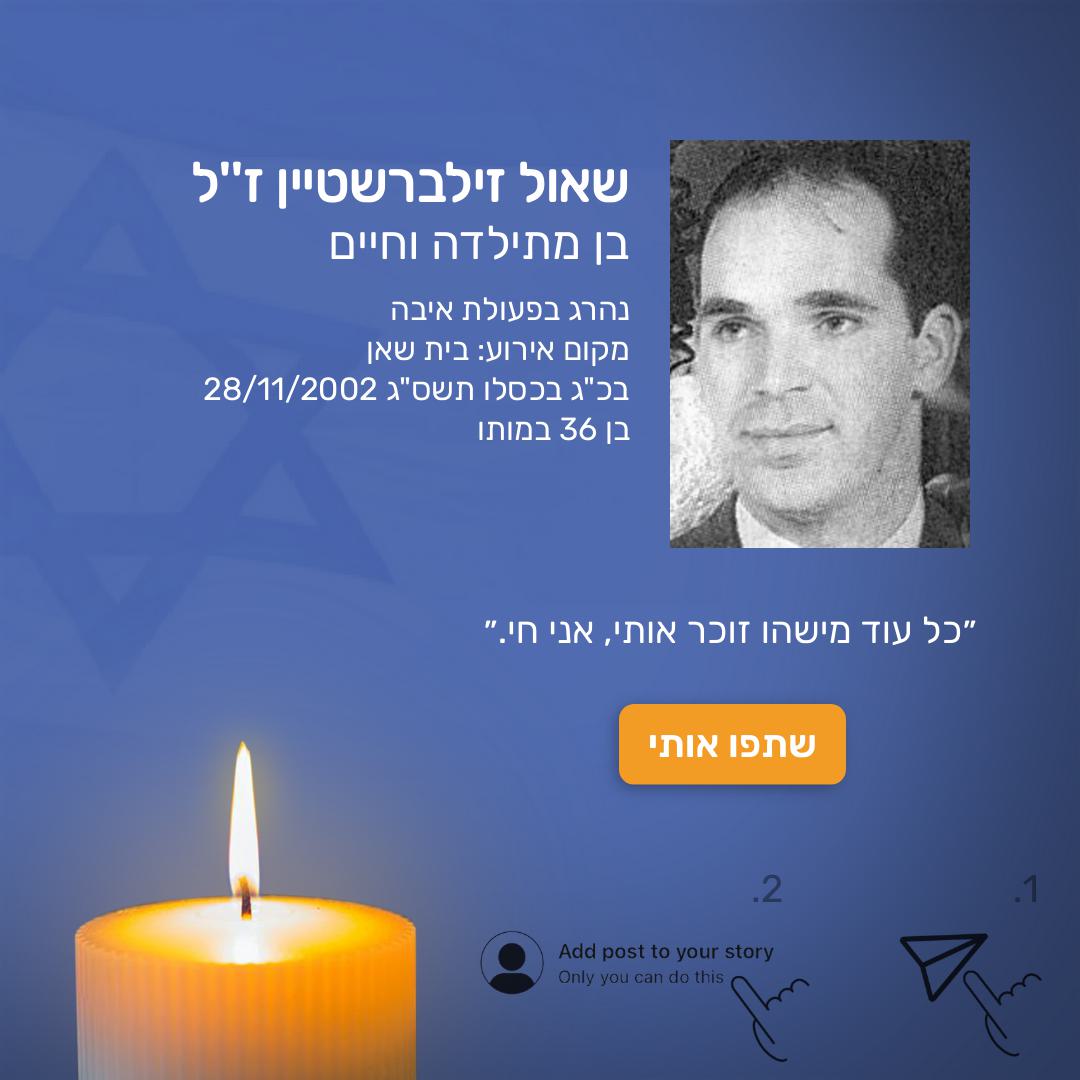 שאול זילברשטיין ז''ל
בן מתילדה וחיים
נהרג בפעולת איבה
מקום אירוע: בית שאן
בכ"ג בכסלו תשס"ג 28/11/2002
בן 36 במותו
״כל עוד מישהו זוכר אותי, אני חי.״
שתפו אותי
.1
.2
Add post to your story
Only you can do this